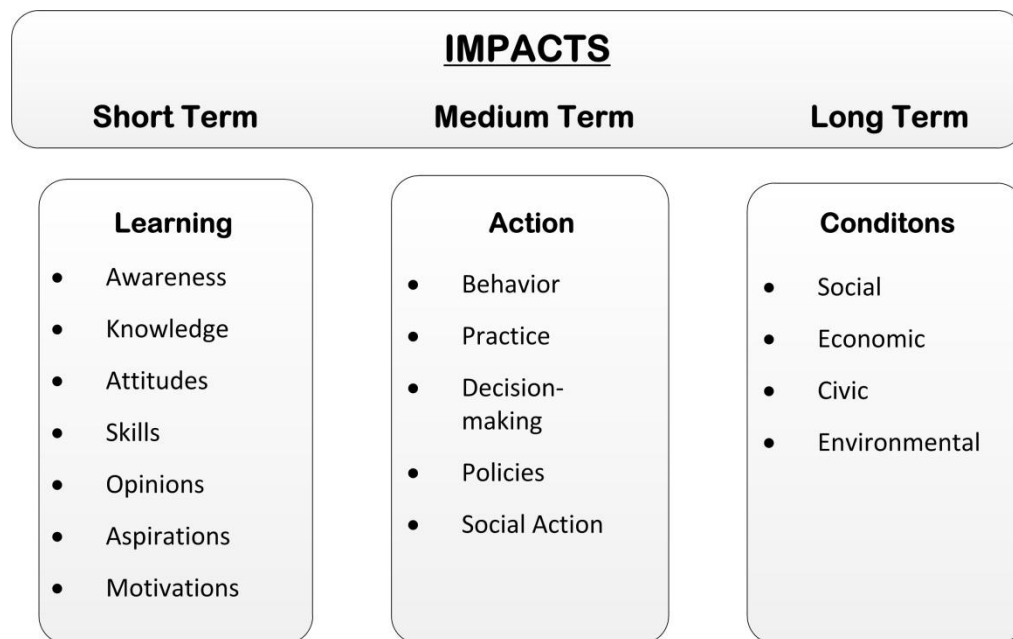 IMPACTS
Short Term
Medium Term
Long Term
Learning
• Awareness
• Knowledge
• Attitudes
• Skills
• Opinions
• Aspirations
• Motivations
Action
• Behavior
• Practice
• Decision-
making
• Policies
• Social Action
Conditons
• Social
• Economic
• Civic
• Environmental